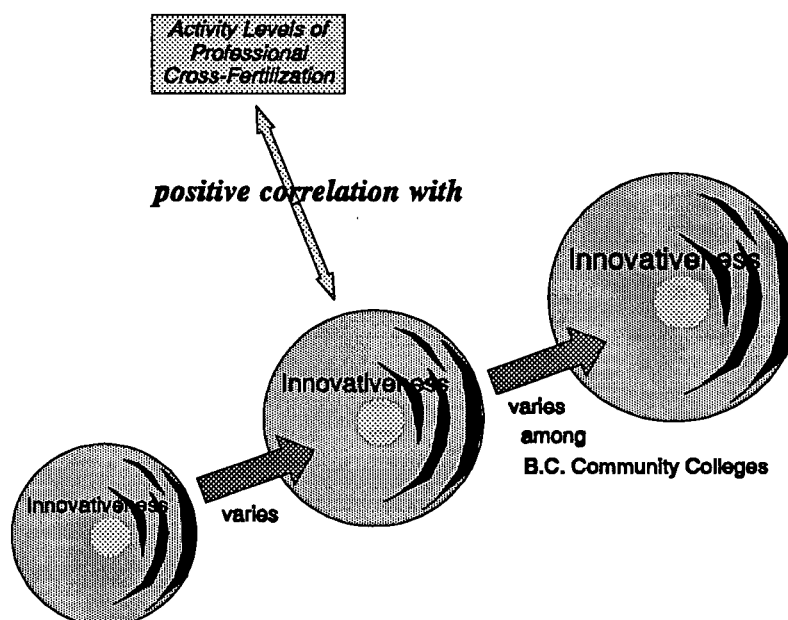 Activity Levels of
Professional
Cross-Fertilization
positive correlation with
Innovativeness
Innovativeness
varies
among
B.C. Community Colleges
Innovativeness
varies